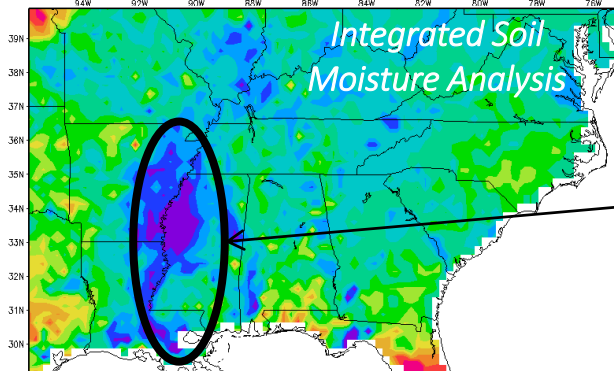 94W 92W 90W 88W 86W 84W 82W 80W 78W 76W
Integrated Soil
Moisture Analysis
39N
38N
37N
36N
35N
34N
33N
32N
31N
30N